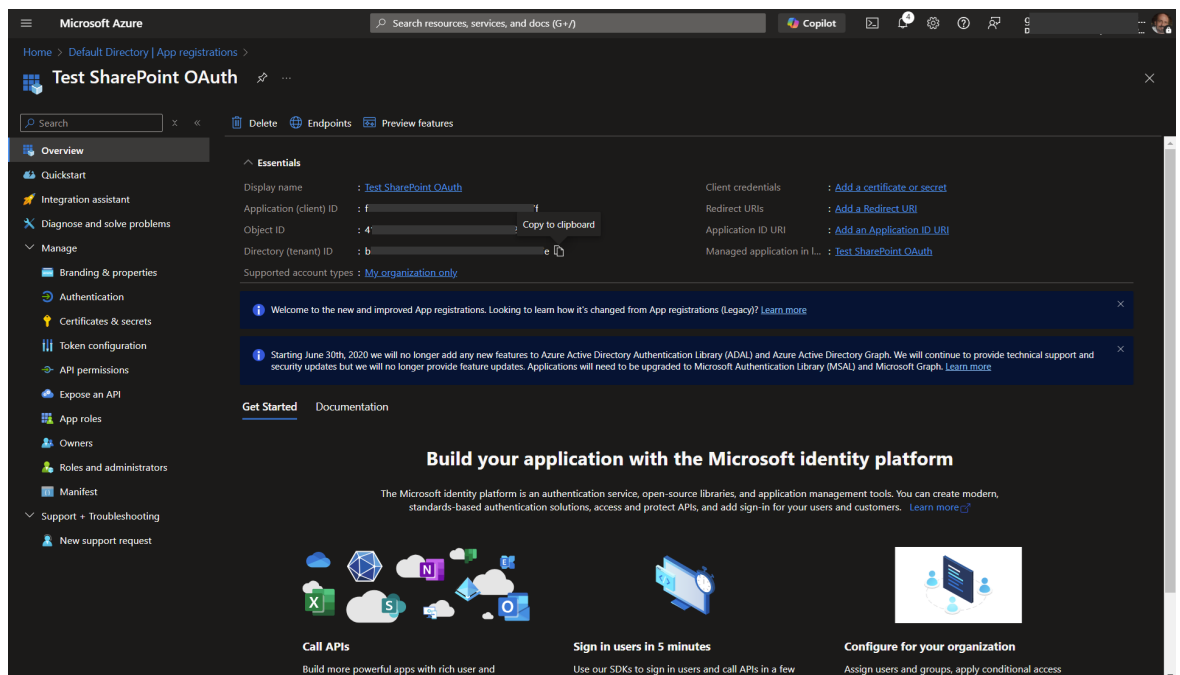 Microsoft Azure
Search resources, services, and docs (G+/)
Copilot
4
Home > Default Directory | App registrations >
Test SharePoint OAuth
Search
Delete
Endpoints
Preview features
Overview
Quickstart
Integration assistant
Diagnose and solve problems
Manage
Branding & properties
Authentication
Certificates & secrets
Token configuration
API permissions
Expose an API
App roles
Owners
Roles and administrators
Manifest
Support + Troubleshooting
New support request
Essentials
Display name : Test SharePoint OAuth
Application (client) ID : f
Object ID : 4
Directory (tenant) ID : b e
Copy to clipboard
Supported account types : My organization only
Client credentials : Add a certificate or secret
Redirect URIs : Add a Redirect URI
Application ID URI : Add an Application ID URI
Managed application in l... : Test SharePoint OAuth
Welcome to the new and improved App registrations. Looking to learn how it's changed from App registrations (Legacy)? Learn more
Starting June 30th, 2020 we will no longer add any new features to Azure Active Directory Authentication Library (ADAL) and Azure Active Directory Graph. We will continue to provide technical support and
security updates but we will no longer provide feature updates. Applications will need to be upgraded to Microsoft Authentication Library (MSAL) and Microsoft Graph. Learn more
Get Started
Documentation
Build your application with the Microsoft identity platform
The Microsoft identity platform is an authentication service, open-source libraries, and application management tools. You can create modern,
standards-based authentication solutions, access and protect APIs, and add sign-in for your users and customers. Learn more
N
E
X
S
O
Call APIs
Build more powerful apps with rich user and
Sign in users in 5 minutes
Use our SDKs to sign in users and call APIs in a few
Configure for your organization
Assign users and groups, apply conditional access